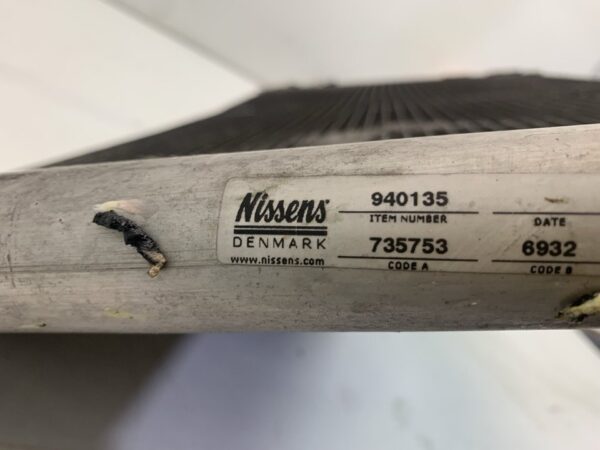 Nissens
DENMARK
www.nissens.com
940135
ITEM NUMBER
DATE
735753
CODE A
6932
CODE B